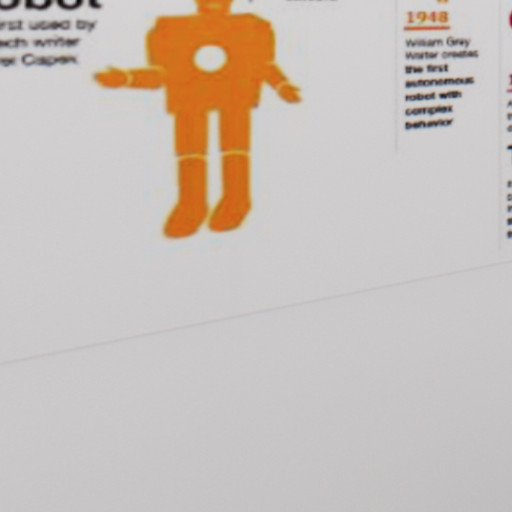 obot
irst used by
ech writer
el Capek
1948
William Grey
Walter creates
the first
autonomous
robot with
complex
behavior